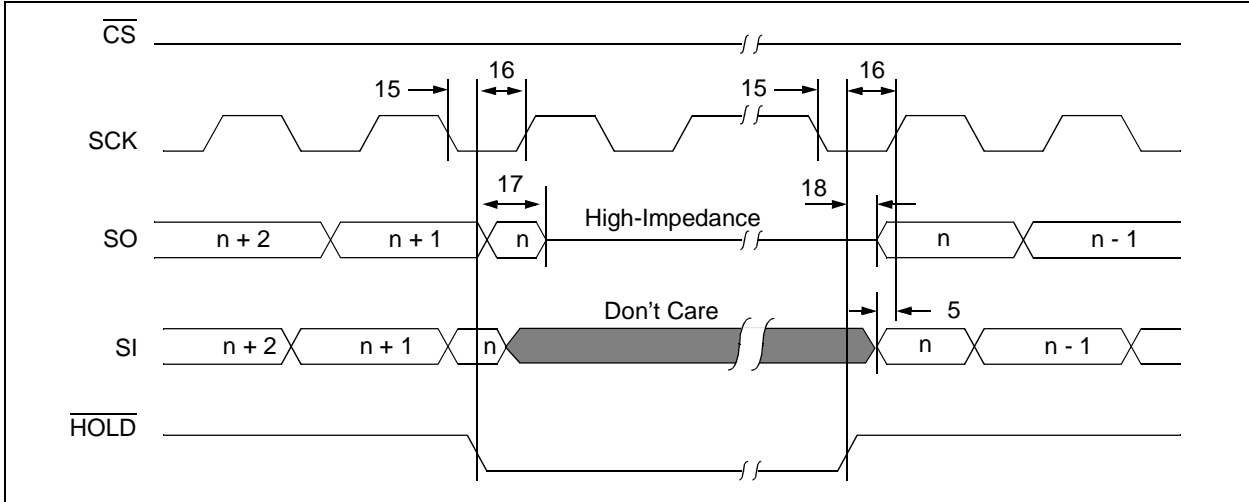 CS
16 16
15 15
SCK
17 18
High-Impedance
SO n + 2 n + 1 n n n - 1
Don't Care 5
SI n + 2 n + 1 n n n - 1
HOLD